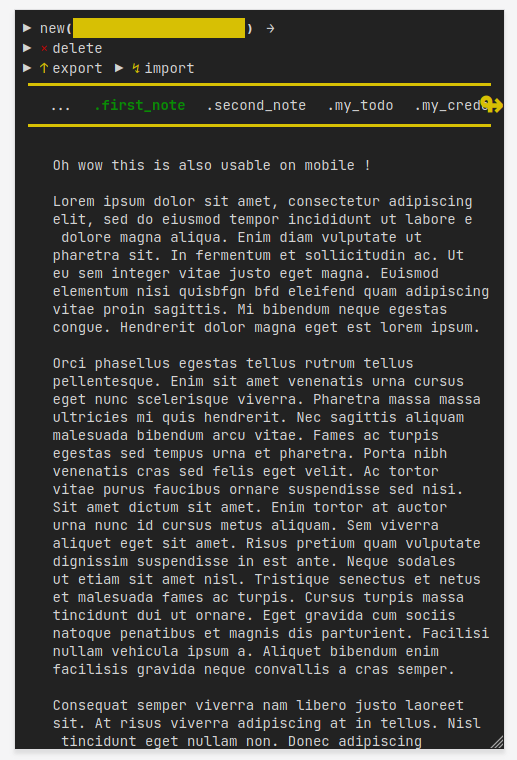 ▶ new( ) →
▶ × delete
▶ ↑ export ▶ ↯ import
... .first_note .second_note .my_todo .my_cred
Oh wow this is also usable on mobile !
Lorem ipsum dolor sit amet, consectetur adipiscing
elit, sed do eiusmod tempor incididunt ut labore e
dolore magna aliqua. Enim diam vulputate ut
pharetra sit. In fermentum et sollicitudin ac. Ut
eu sem integer vitae justo eget magna. Euismod
elementum nisi quisbfgn bfd eleifend quam adipiscing
vitae proin sagittis. Mi bibendum neque egestas
congue. Hendrerit dolor magna eget est lorem ipsum.
Orci phasellus egestas tellus rutrum tellus
pellentesque. Enim sit amet venenatis urna cursus
eget nunc scelerisque viverra. Pharetra massa massa
ultricies mi quis hendrerit. Nec sagittis aliquam
malesuada bibendum arcu vitae. Fames ac turpis
egestas sed tempus urna et pharetra. Porta nibh
venenatis cras sed felis eget velit. Ac tortor
vitae purus faucibus ornare suspendisse sed nisi.
Sit amet dictum sit amet. Enim tortor at auctor
urna nunc id cursus metus aliquam. Sem viverra
aliquet eget sit amet. Risus pretium quam vulputate
dignissim suspendisse in est ante. Neque sodales
ut etiam sit amet nisl. Tristique senectus et netus
et malesuada fames ac turpis. Cursus turpis massa
tincidunt dui ut ornare. Eget gravida cum sociis
natoque penatibus et magnis dis parturient. Facilisi
nullam vehicula ipsum a. Aliquet bibendum enim
facilisis gravida neque convallis a cras semper.
Consequat semper viverra nam libero justo laoreet
sit. At risus viverra adipiscing at in tellus. Nisl
tincidunt eget nullam non. Donec adipiscing